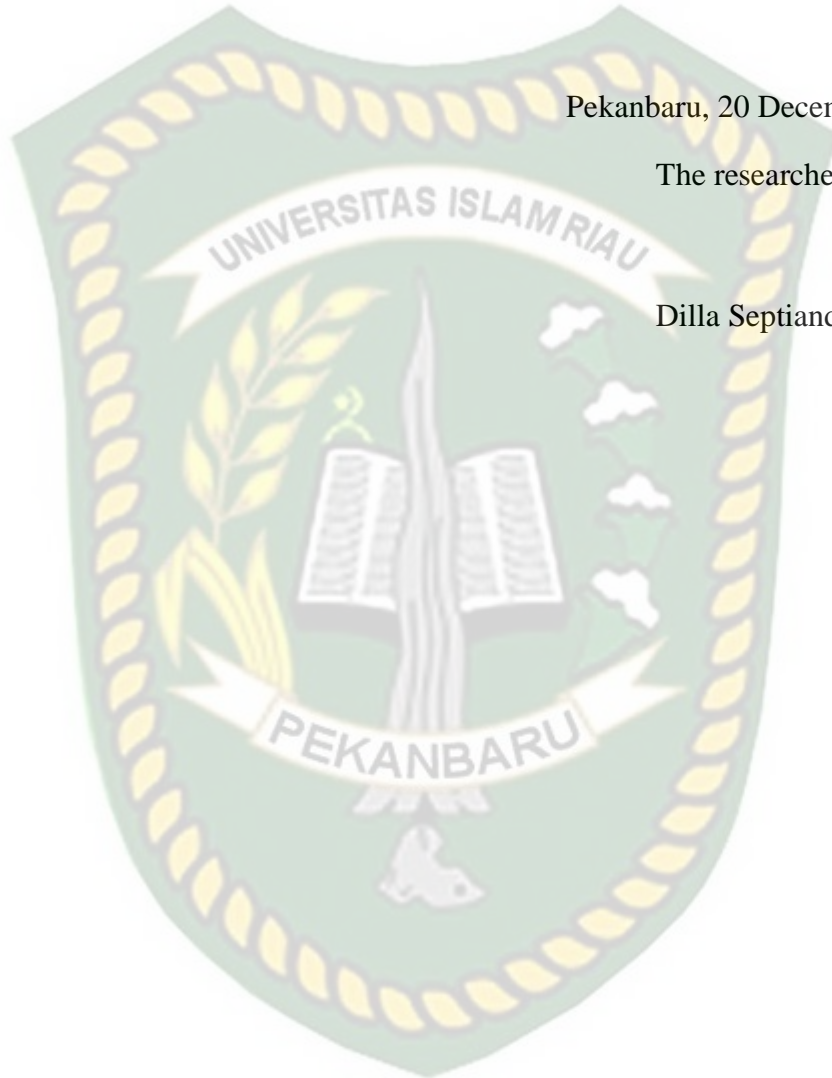 Pekanbaru, 20 Decem
The researche
UNIVERSITAS ISLAM RIAU
Dilla Septian
PEKANBARU